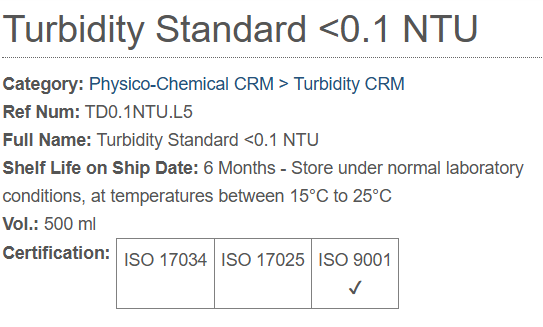 Turbidity Standard <0.1 NTU
Category: Physico-Chemical CRM > Turbidity CRM
Ref Num: TD0.1NTU.L5
Full Name: Turbidity Standard <0.1 NTU
Shelf Life on Ship Date: 6 Months - Store under normal laboratory
conditions, at temperatures between 15°C to 25°C
Vol.: 500 ml
Certification: ISO 17034 ISO 17025 ISO 9001
✓